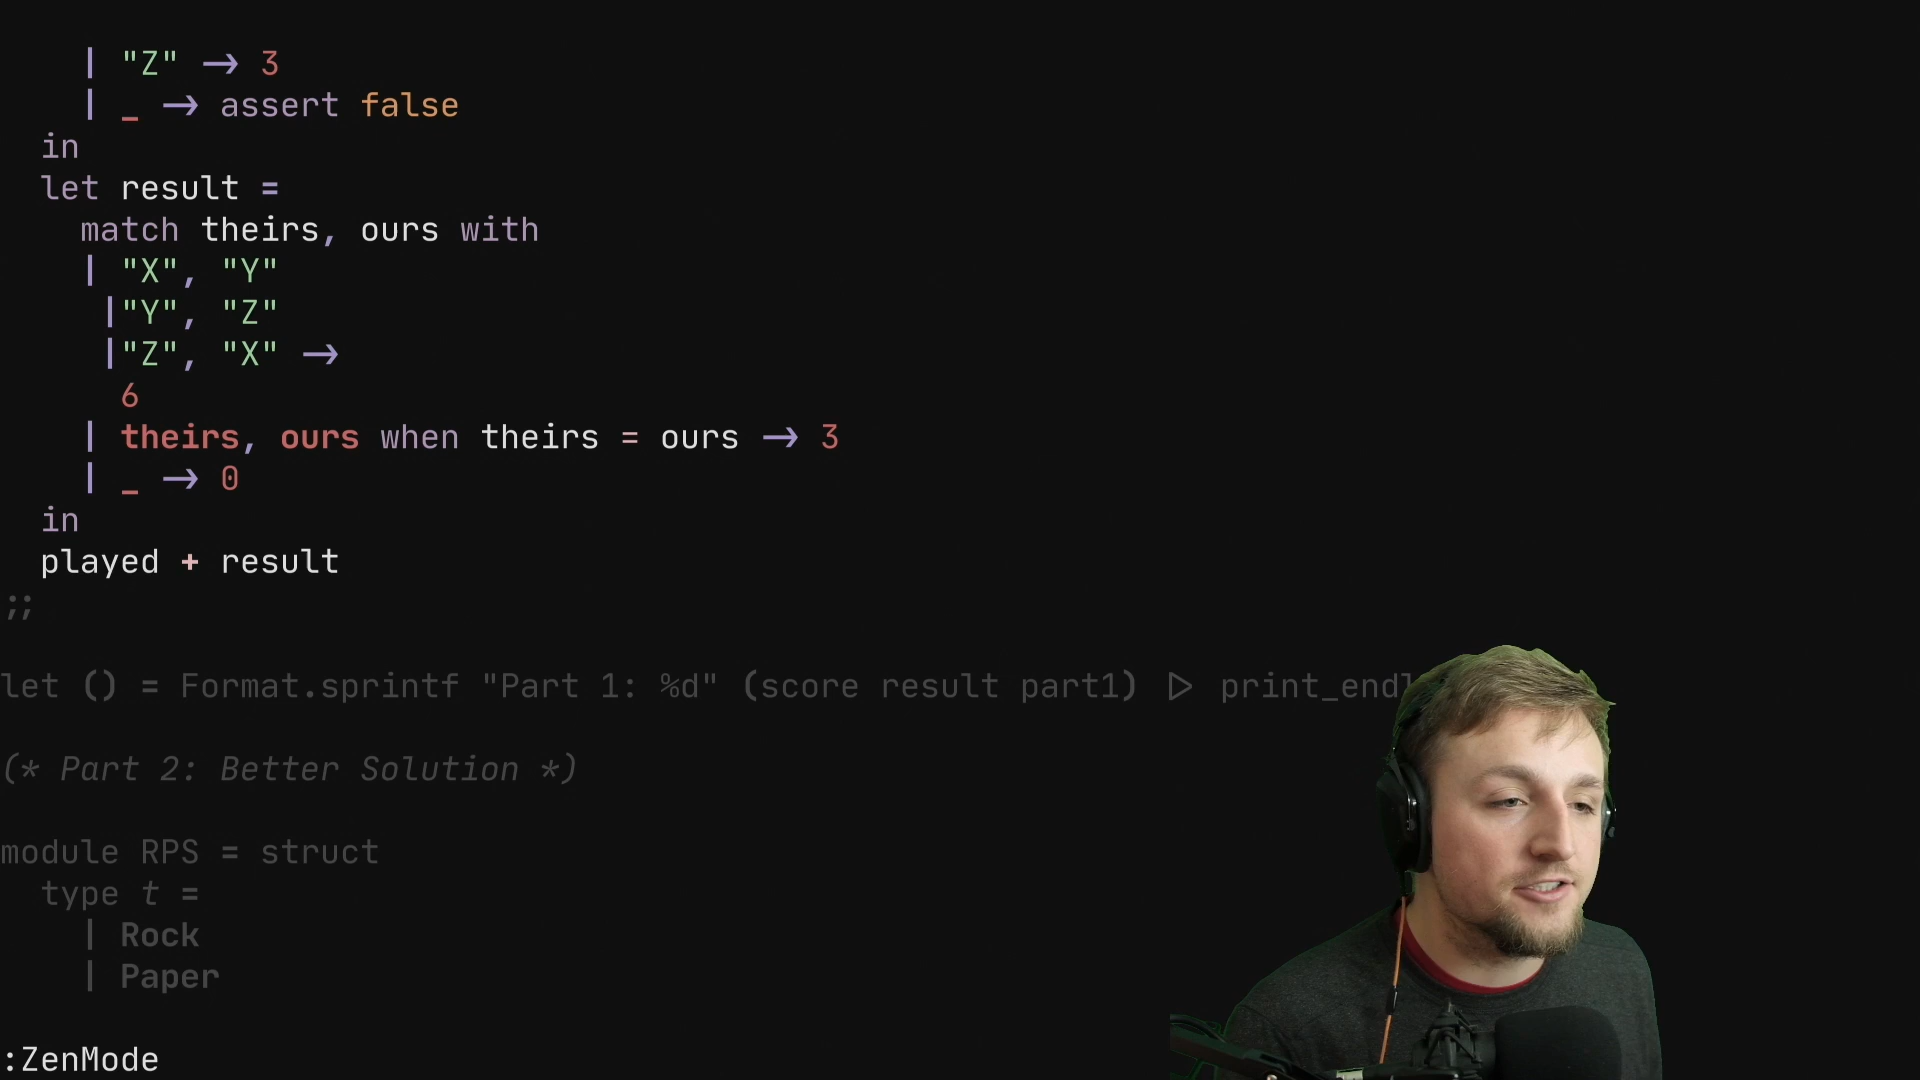 | "Z" -> 3
| _ -> assert false
in
let result =
match theirs, ours with
| "X", "Y"
|"Y", "Z"
|"Z", "X" ->
6
| theirs, ours when theirs = ours -> 3
| _ -> 0
in
played + result
;;
let () = Format.sprintf "Part 1: %d" (score result part1) |> print_endl
(* Part 2: Better Solution *)
module RPS = struct
type t =
| Rock
| Paper
:ZenMode